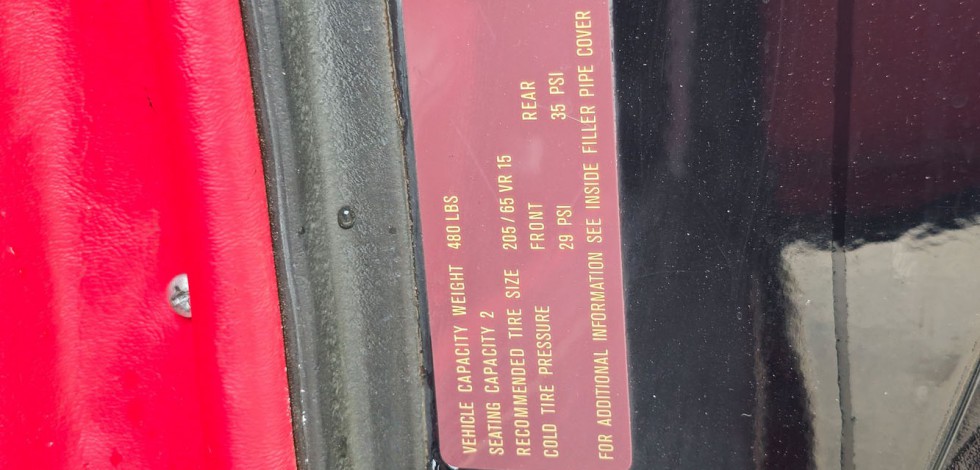 VEHICLE CAPACITY WEIGHT 480 LBS
SEATING CAPACITY 2
RECOMMENDED TIRE SIZE 205/65 VR 15
COLD TIRE PRESSURE FRONT REAR
29 PSI 35 PSI
FOR ADDITIONAL INFORMATION SEE INSIDE FILLER PIPE COVER